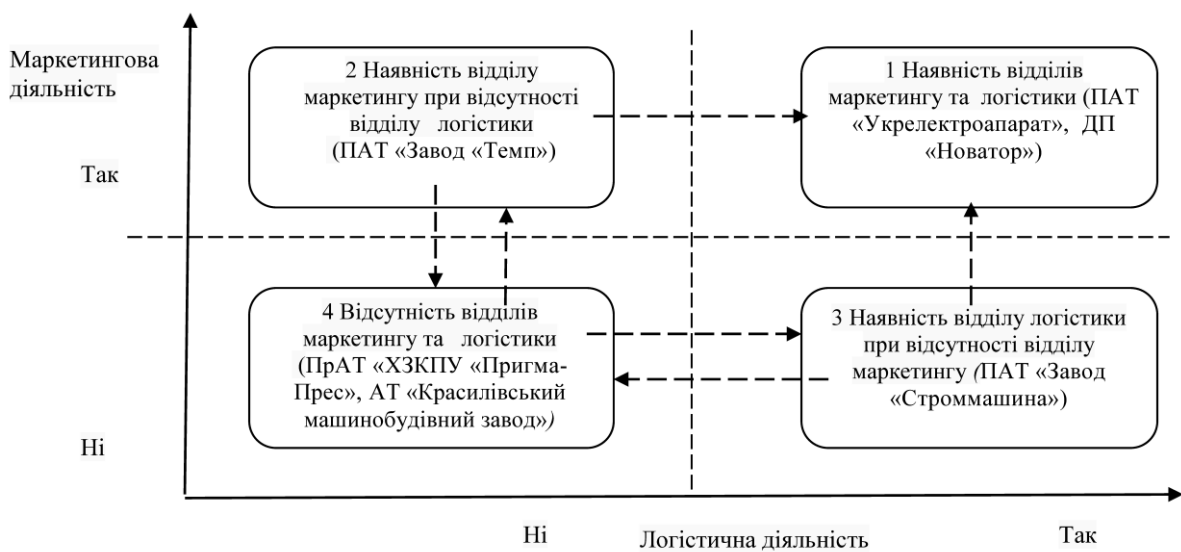 Маркетингова
діяльність
2 Наявність відділу
маркетингу при відсутності
відділу логістики
(ПАТ «Завод «Темп»)
1 Наявність відділів
маркетингу та логістики (ПАТ
«Укрелектроапарат», ДП
«Новатор»)
Так
4 Відсутність відділів
маркетингу та логістики
(ПрАТ «ХЗКПУ «Пригма-
Прес», АТ «Красилівський
машинобудівний завод»)
3 Наявність відділу логістики
при відсутності відділу
маркетингу (ПАТ «Завод
«Строммашина»)
Ні
Ні
Логістична діяльність
Так